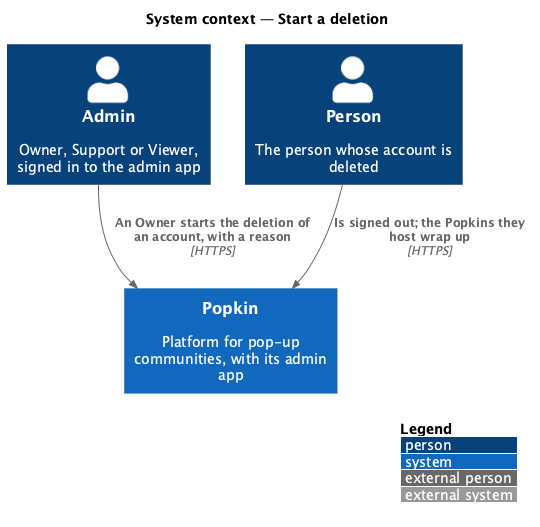 System context — Start a deletion
Admin
Owner, Support or Viewer,
signed in to the admin app
Person
The person whose account is
deleted
An Owner starts the deletion of
an account, with a reason
[HTTPS]
Is signed out; the Popkins they
host wrap up
[HTTPS]
Popkin
Platform for pop-up
communities, with its admin
app
Legend
person
system
external person
external system